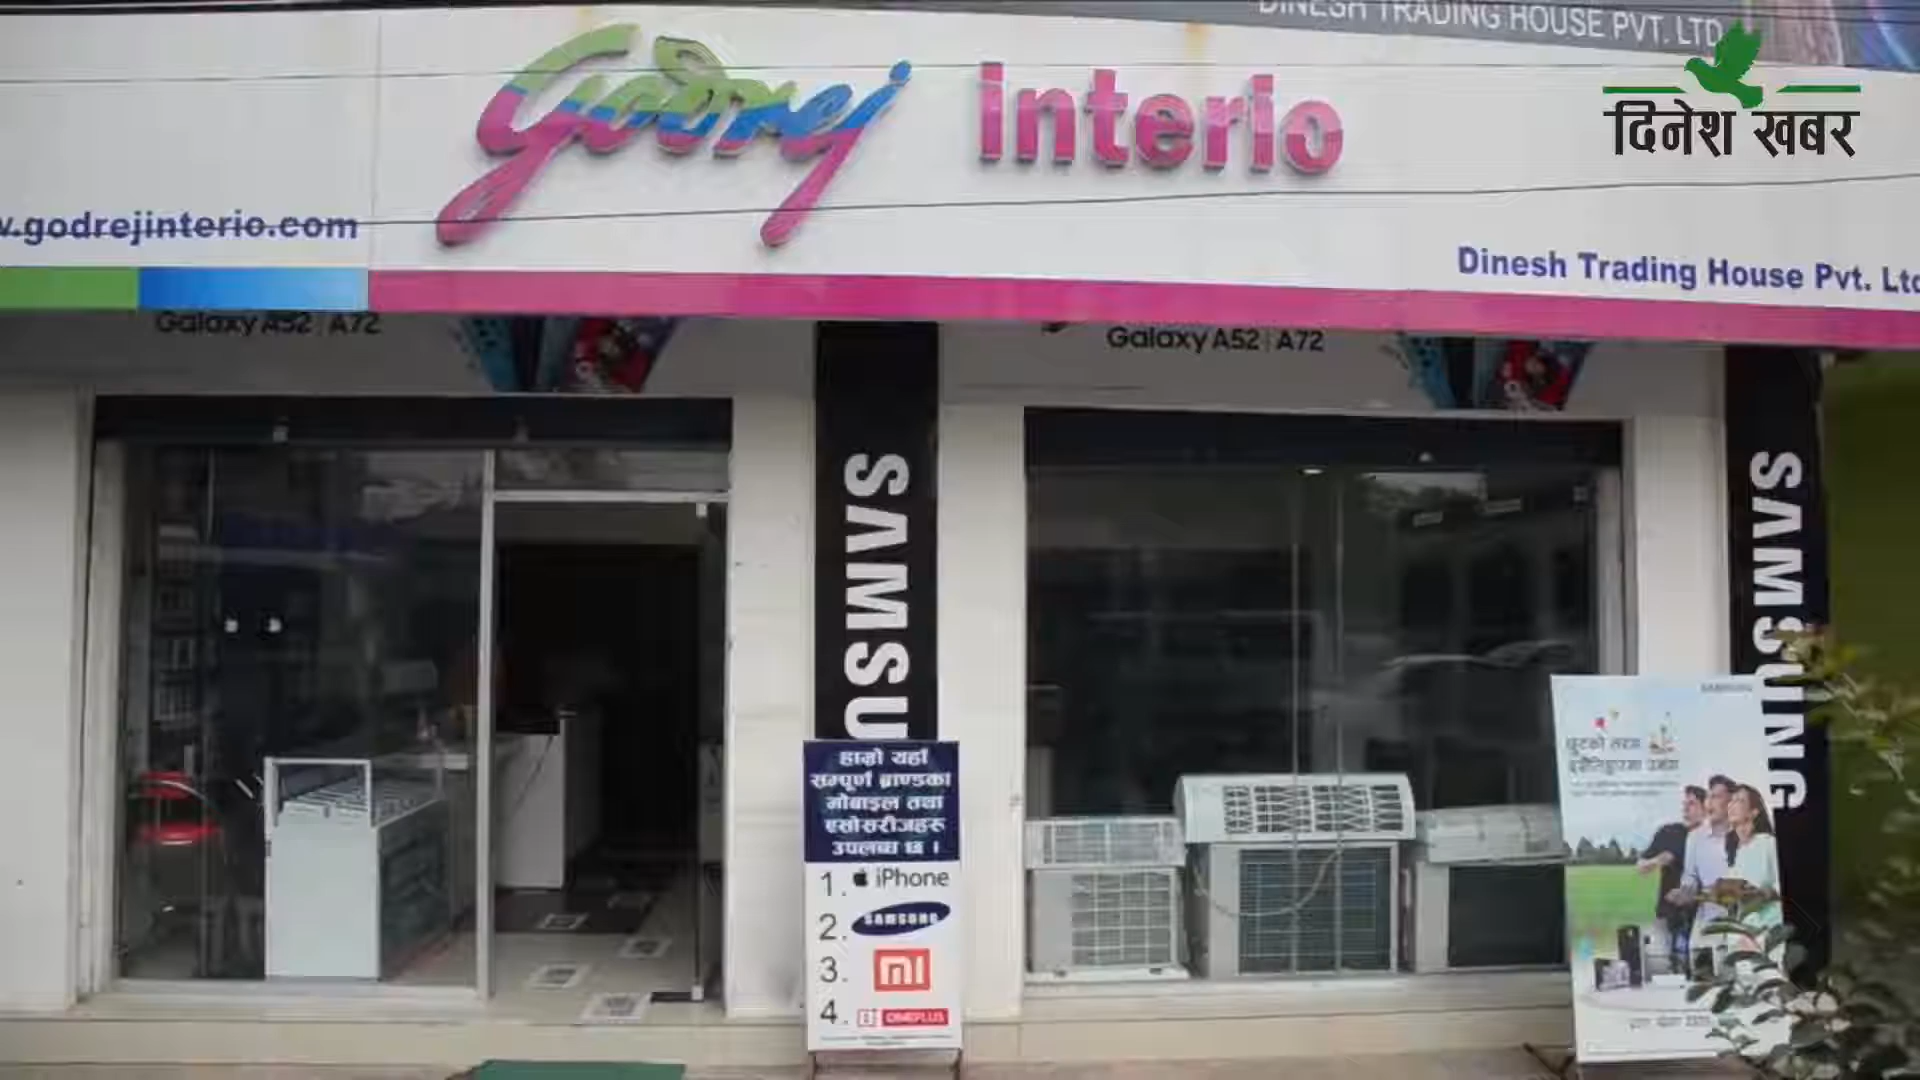 DINESH TRADING HOUSE PVT. LTD
Godrej interio
दिनेश खबर
w.godrejinterio.com
Dinesh Trading House Pvt. Ltd
Galaxy A52 | A72
Galaxy A52 | A72
SAMSU
SAMSUNG
हाम्रो यहाँ
सम्पूर्ण ब्राण्डका
मोबाइल तथा
एसोसरीजहरू
उपलब्ध छ ।
1. iPhone
2. SAMSUNG
3. MI
4. ONEPLUS
SAMSUNG